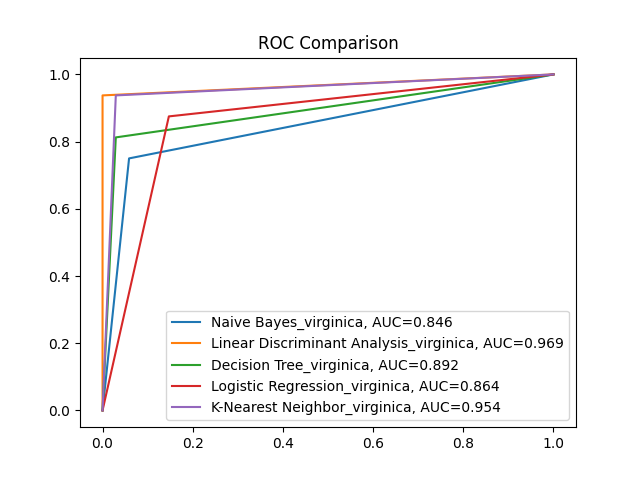 ROC Comparison
1.0
0.8
0.6
0.4
0.2
0.0
Naive Bayes_virginica, AUC=0.846
Linear Discriminant Analysis_virginica, AUC=0.969
Decision Tree_virginica, AUC=0.892
Logistic Regression_virginica, AUC=0.864
K-Nearest Neighbor_virginica, AUC=0.954
0.0 0.2 0.4 0.6 0.8 1.0